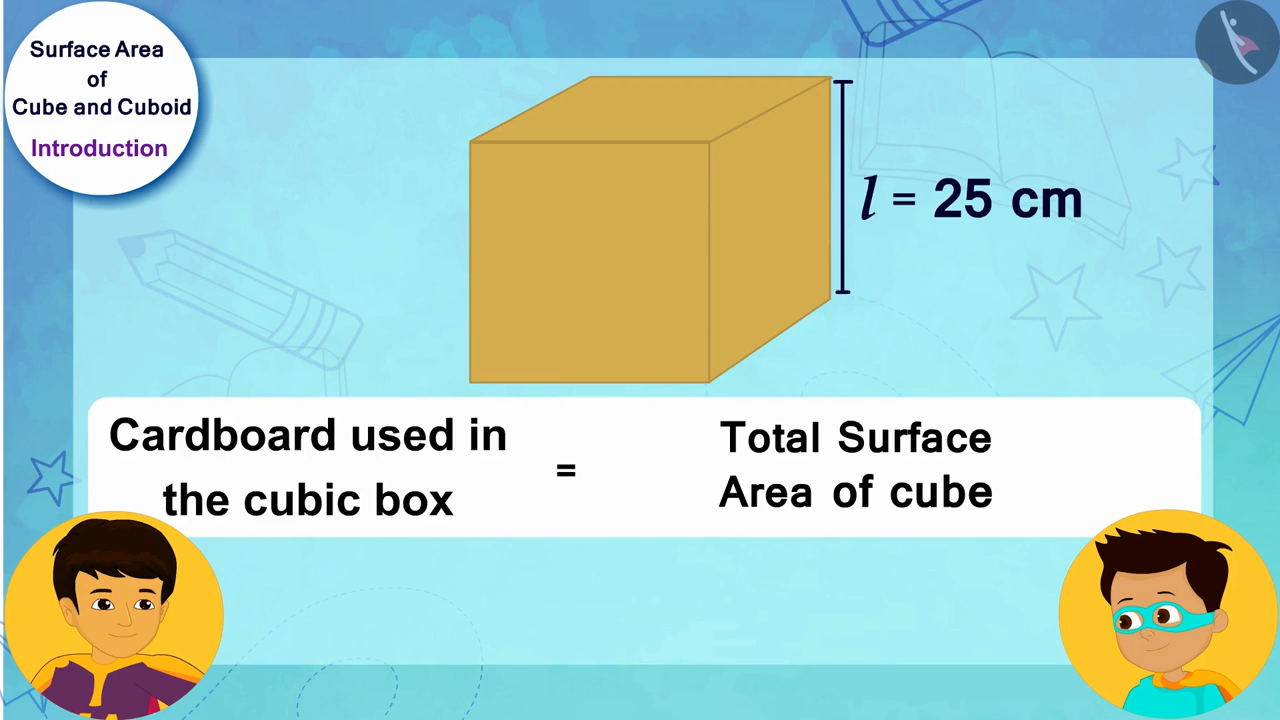 Surface Area
of
Cube and Cuboid
Introduction
l = 25 cm
Cardboard used in
the cubic box
=
Total Surface
Area of cube